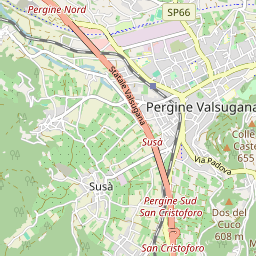 Pergine Nord
SP66
Statale Valsugana
Pergine Valsugana
Susà
Colle
Caste
655
Via Padova
Susà
Pergine Sud
San Cristoforo
Dos del
Cuco
608 m
San Cristoforo